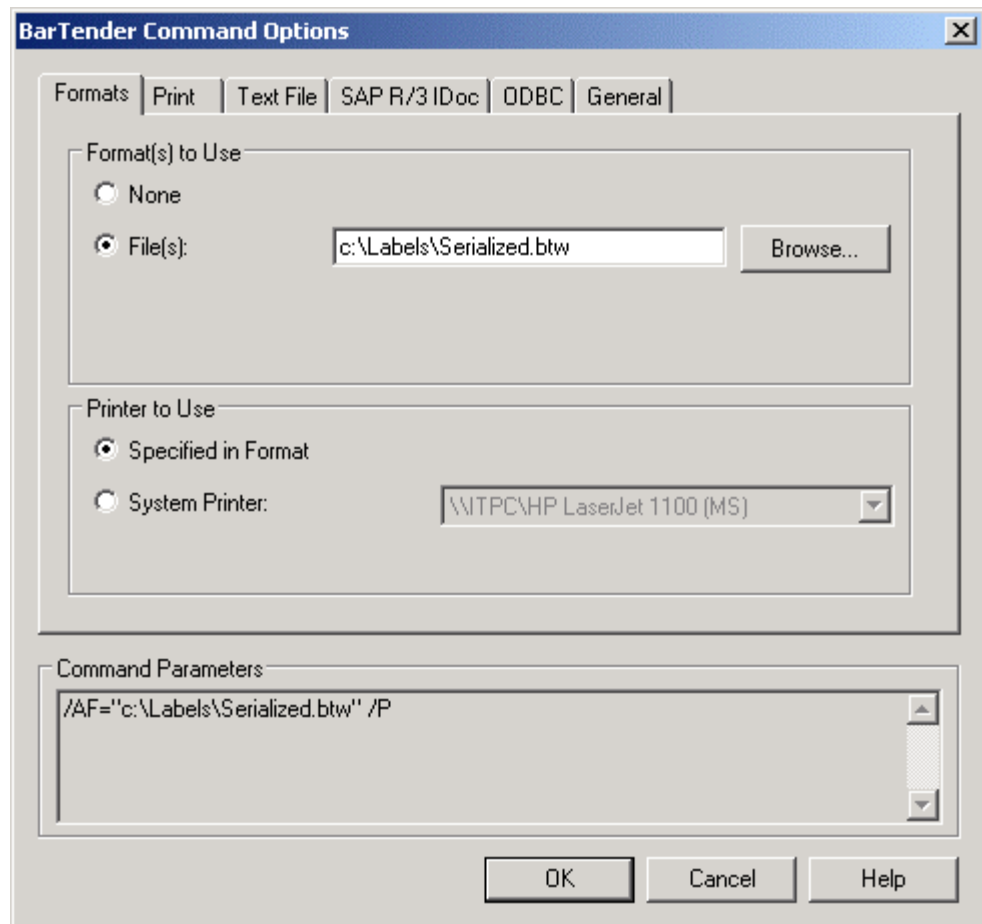 BarTender Command Options
Formats Print Text File SAP R/3 IDoc ODBC General
Format(s) to Use
None
File(s): c:\Labels\Serialized.btw Browse...
Printer to Use
Specified in Format
System Printer: \\ITPC\HP LaserJet 1100 (MS)
Command Parameters
/AF="c:\Labels\Serialized.btw" /P
OK Cancel Help